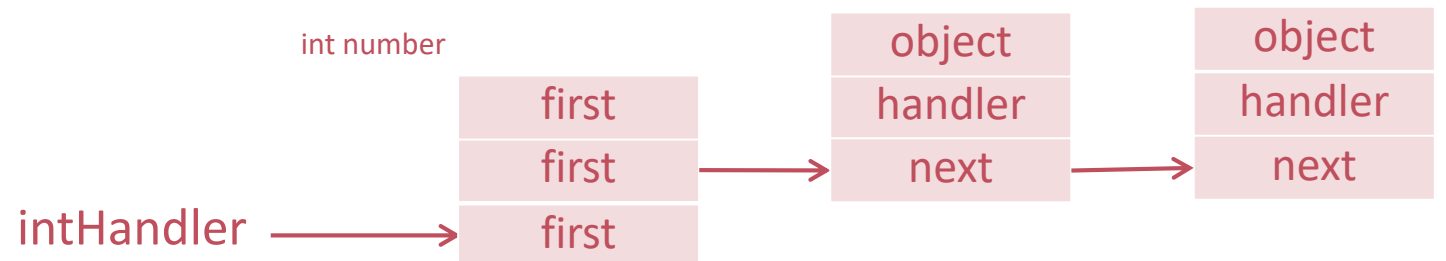 int number
first
first
first
intHandler
object
handler
next
object
handler
next